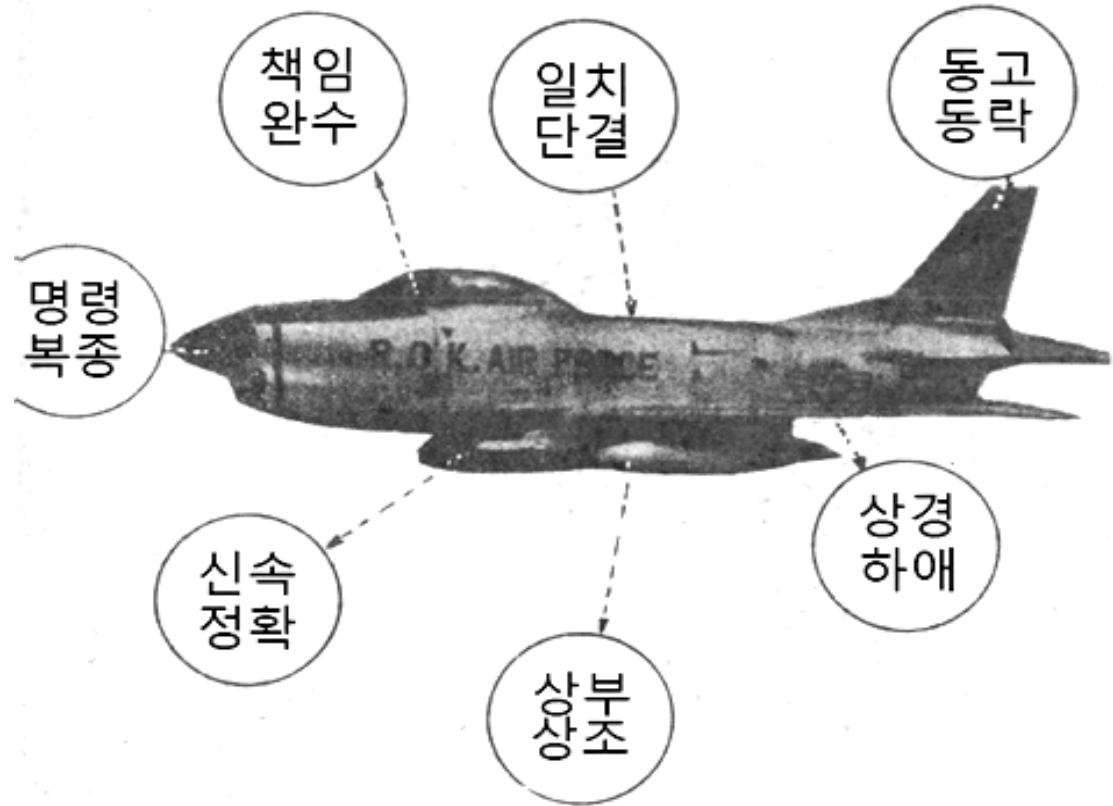 책임
완수
일치
단결
동고
동락
명령
복종
R.O.K. AIR FORCE
신속
정확
상경
하애
상부
상조